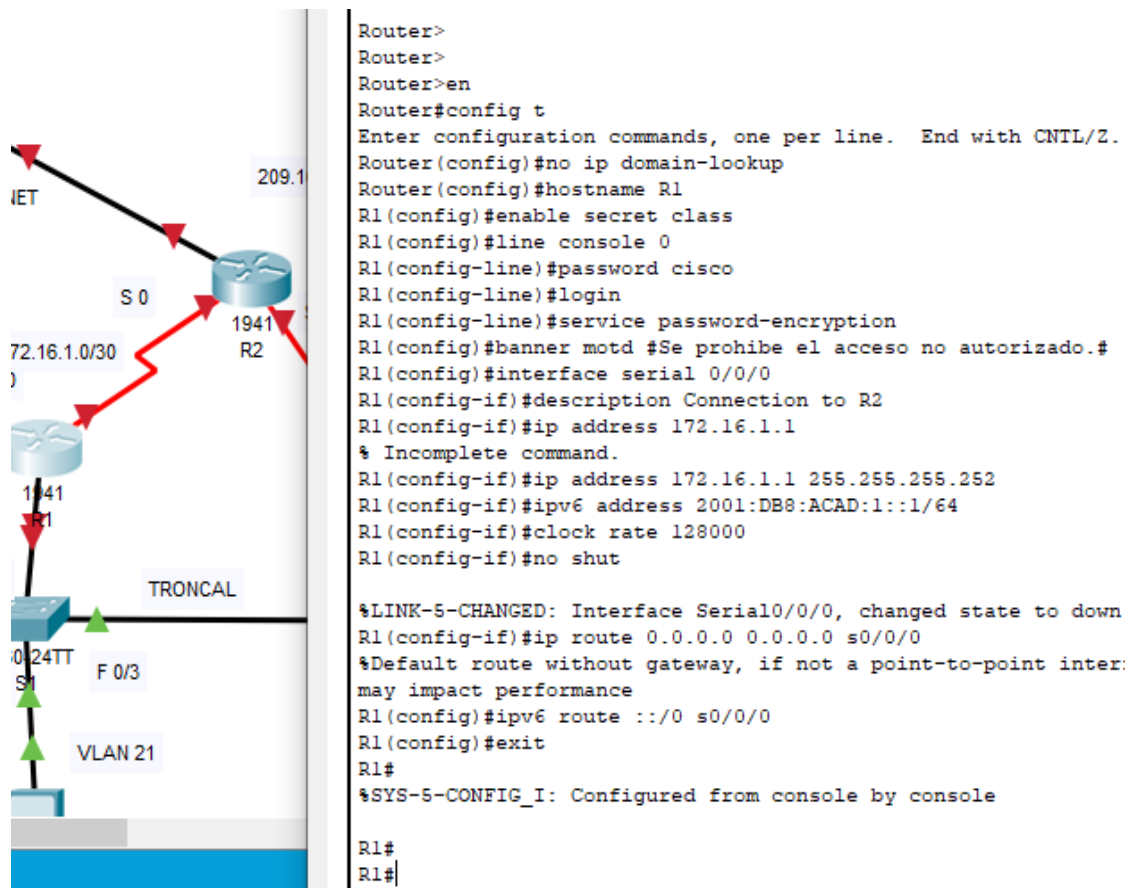 209.1
NET
S 0
1941
R2
72.16.1.0/30
1941
R1
TRONCAL
24TT
S1
F 0/3
VLAN 21
Router>
Router>
Router>en
Router#config t
Enter configuration commands, one per line.  End with CNTL/Z.
Router(config)#no ip domain-lookup
Router(config)#hostname R1
R1(config)#enable secret class
R1(config)#line console 0
R1(config-line)#password cisco
R1(config-line)#login
R1(config-line)#service password-encryption
R1(config)#banner motd #Se prohibe el acceso no autorizado.#
R1(config)#interface serial 0/0/0
R1(config-if)#description Connection to R2
R1(config-if)#ip address 172.16.1.1
% Incomplete command.
R1(config-if)#ip address 172.16.1.1 255.255.255.252
R1(config-if)#ipv6 address 2001:DB8:ACAD:1::1/64
R1(config-if)#clock rate 128000
R1(config-if)#no shut
%LINK-5-CHANGED: Interface Serial0/0/0, changed state to down
R1(config-if)#ip route 0.0.0.0 0.0.0.0 s0/0/0
%Default route without gateway, if not a point-to-point inter
may impact performance
R1(config)#ipv6 route ::/0 s0/0/0
R1(config)#exit
R1#
%SYS-5-CONFIG_I: Configured from console by console
R1#
R1#